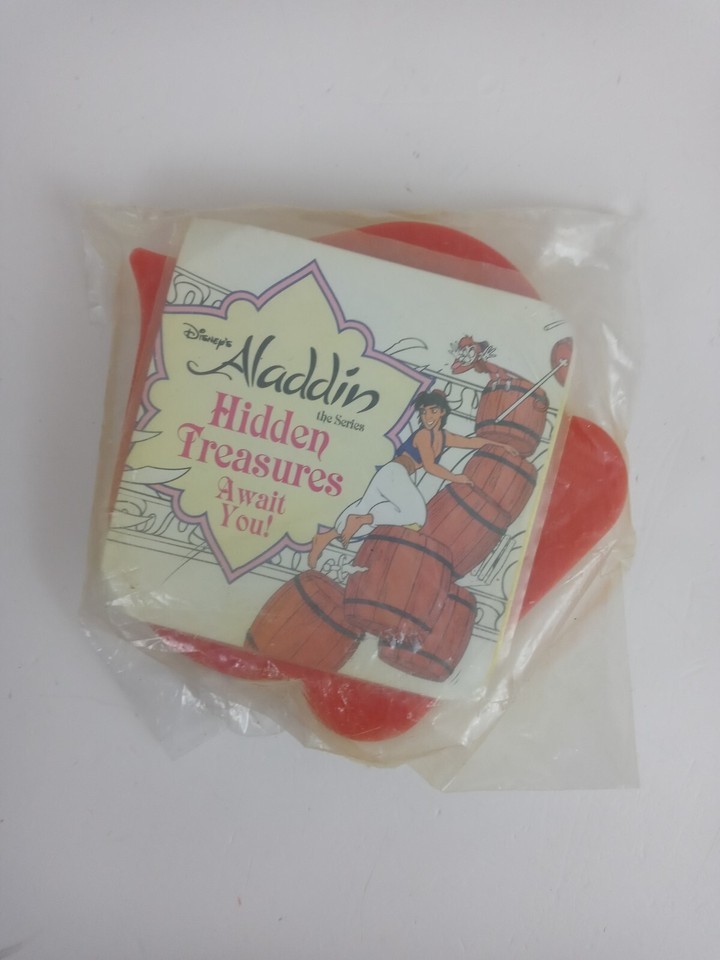 Disney's
Aladdin
the Series
Hidden
Treasures
Await
You!